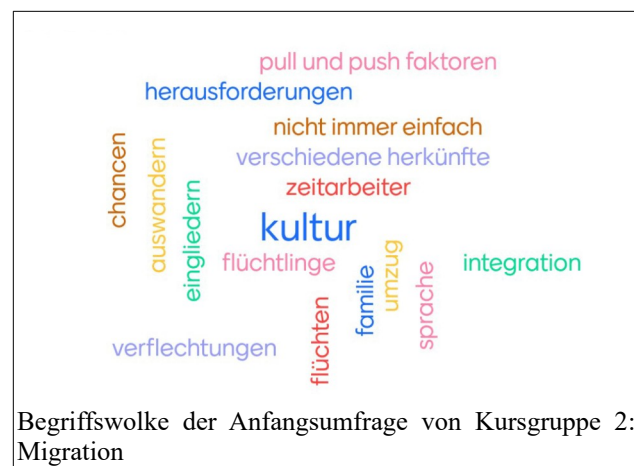 pull und push faktoren
herausforderungen
nicht immer einfach
verschiedene herkünfte
zeitarbeiter
chancen
auswandern
eingliedern
kultur
flüchtlinge
integration
familie
umzug
sprache
flüchten
verflechtungen
Begriffswolke der Anfangsumfrage von Kursgruppe 2:
Migration